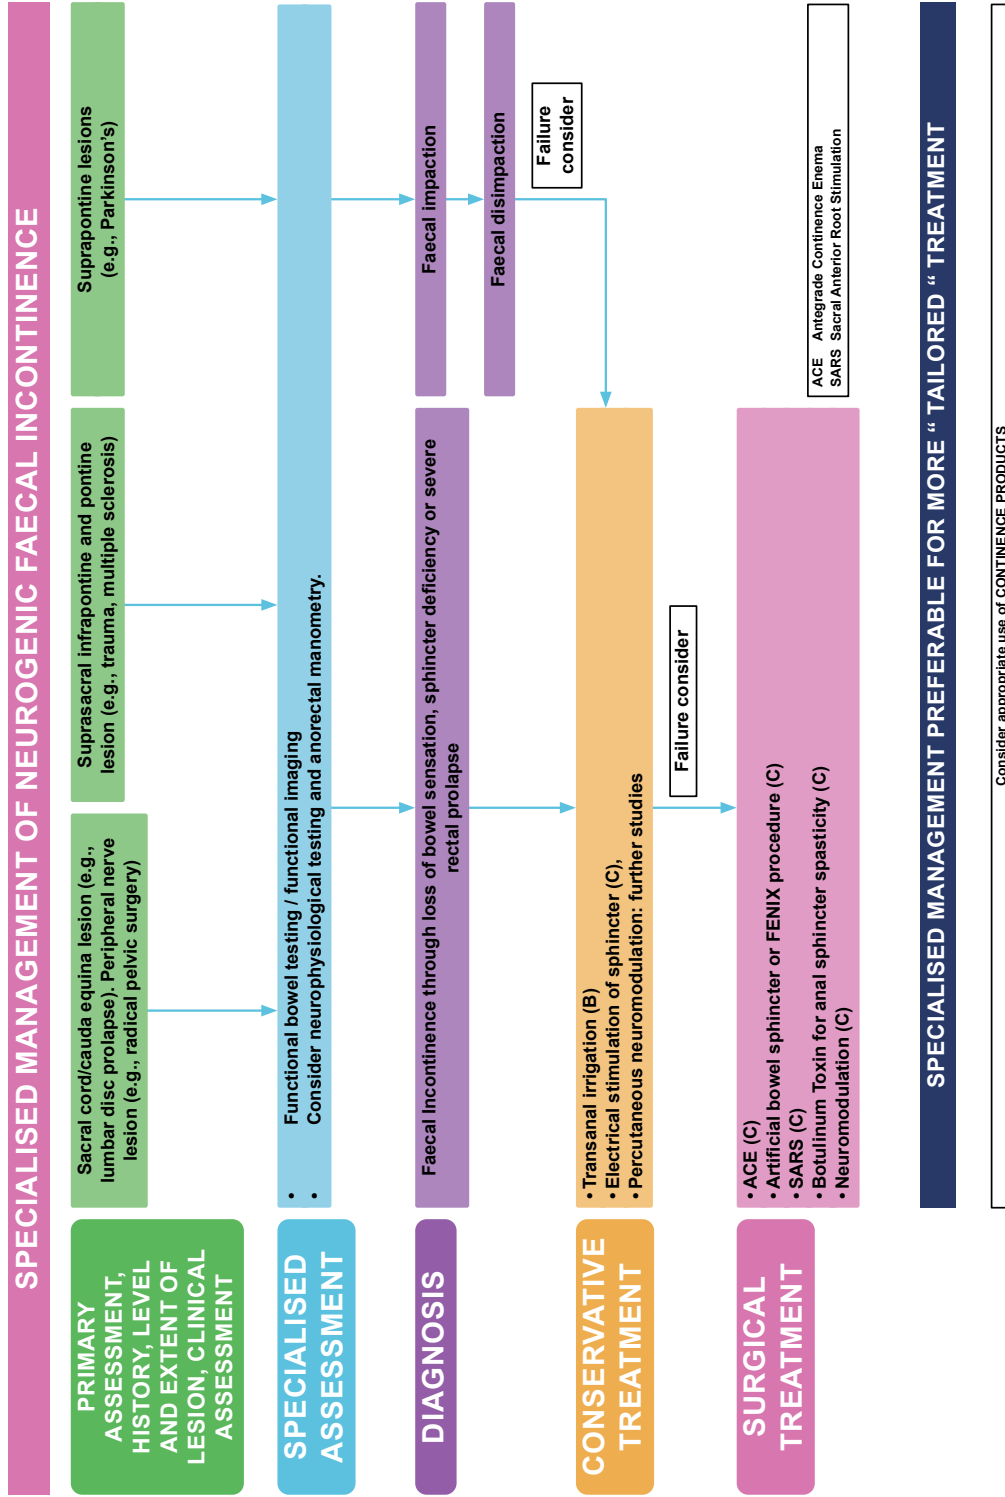 SPECIALISED MANAGEMENT OF NEUROGENIC FAECAL INCONTINENCE
PRIMARY
ASSESSMENT,
HISTORY, LEVEL
AND EXTENT OF
LESION, CLINICAL
ASSESSMENT
Sacral cord/cauda equina lesion (e.g.,
lumbar disc prolapse). Peripheral nerve
lesion (e.g., radical pelvic surgery)
Suprasacral infrapontine and pontine
lesion (e.g., trauma, multiple sclerosis)
Suprapontine lesions
(e.g., Parkinson's)
SPECIALISED
ASSESSMENT
• Functional bowel testing / functional imaging
• Consider neurophysiological testing and anorectal manometry.
DIAGNOSIS
Faecal Incontinence through loss of bowel sensation, sphincter deficiency or severe
rectal prolapse
Faecal impaction
Faecal disimpaction
Failure
consider
CONSERVATIVE
TREATMENT
• Transanal irrigation (B)
• Electrical stimulation of sphincter (C),
• Percutaneous neuromodulation: further studies
Failure consider
SURGICAL
TREATMENT
• ACE (C)
• Artificial bowel sphincter or FENIX procedure (C)
• SARS (C)
• Botulinum Toxin for anal sphincter spasticity (C)
• Neuromodulation (C)
ACE Antegrade Continence Enema
SARS Sacral Anterior Root Stimulation
SPECIALISED MANAGEMENT PREFERABLE FOR MORE “ TAILORED “ TREATMENT
Consider appropriate use of CONTINENCE PRODUCTS